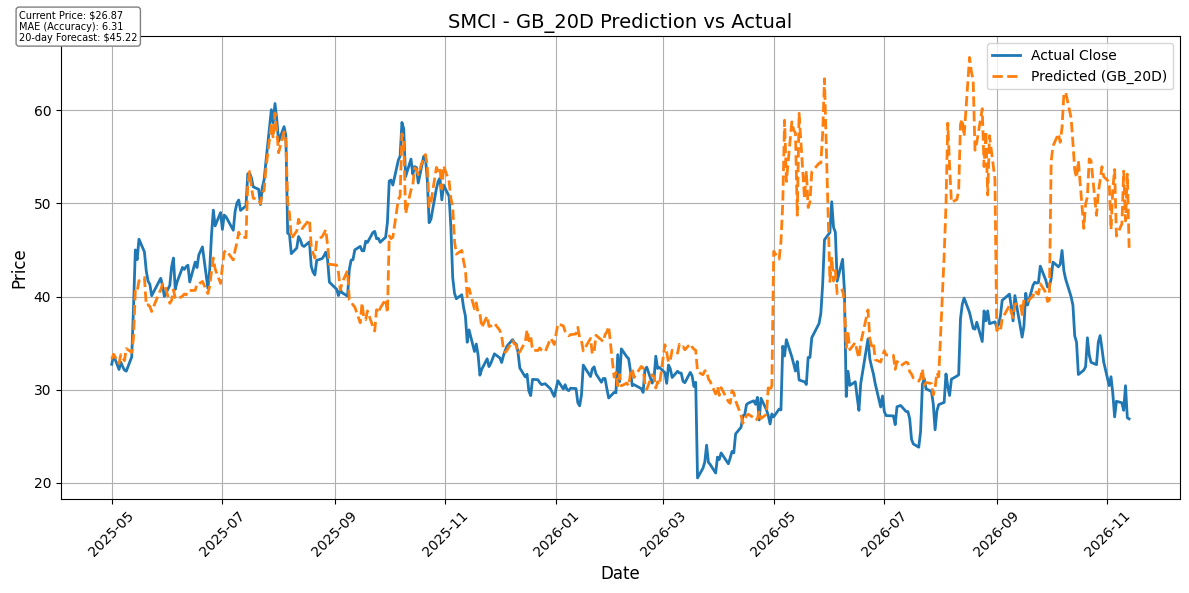 SMCI - GB_20D Prediction vs Actual
Current Price: $26.87
MAE (Accuracy): 6.31
20-day Forecast: $45.22
Actual Close
Predicted (GB_20D)
Price
60
50
40
30
20
2025-05
2025-07
2025-09
2025-11
2026-01
2026-03
2026-05
2026-07
2026-09
2026-11
Date